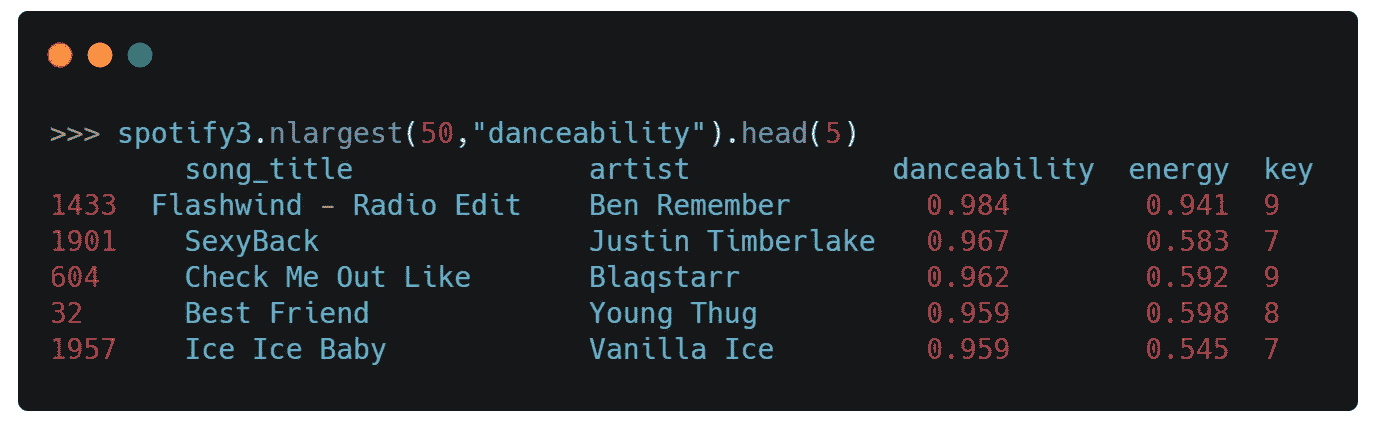 >>> spotify3.nlargest(50,"danceability").head(5)
song_title artist danceability energy key
1433 Flashwind - Radio Edit Ben Remember 0.984 0.941 9
1901 SexyBack Justin Timberlake 0.967 0.583 7
604 Check Me Out Like Blaqstarr 0.962 0.592 9
32 Best Friend Young Thug 0.959 0.598 8
1957 Ice Ice Baby Vanilla Ice 0.959 0.545 7